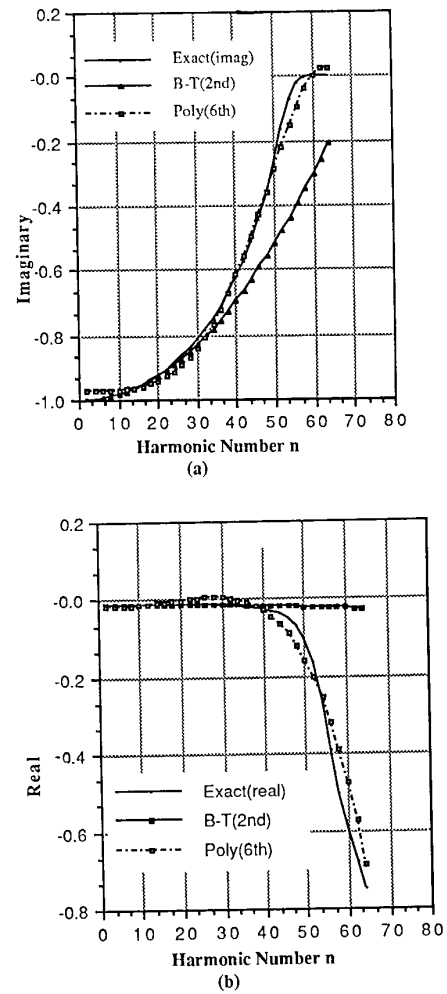 0.2
-0.0
-0.2
-0.4
-0.6
-0.8
-1.0
Imaginary
Exact(imag)
B-T(2nd)
Poly(6th)
0 10 20 30 40 50 60 70 80
Harmonic Number n
(a)
0.2
-0.0
-0.2
-0.4
-0.6
-0.8
Real
Exact(real)
B-T(2nd)
Poly(6th)
0 10 20 30 40 50 60 70 80
Harmonic Number n
(b)